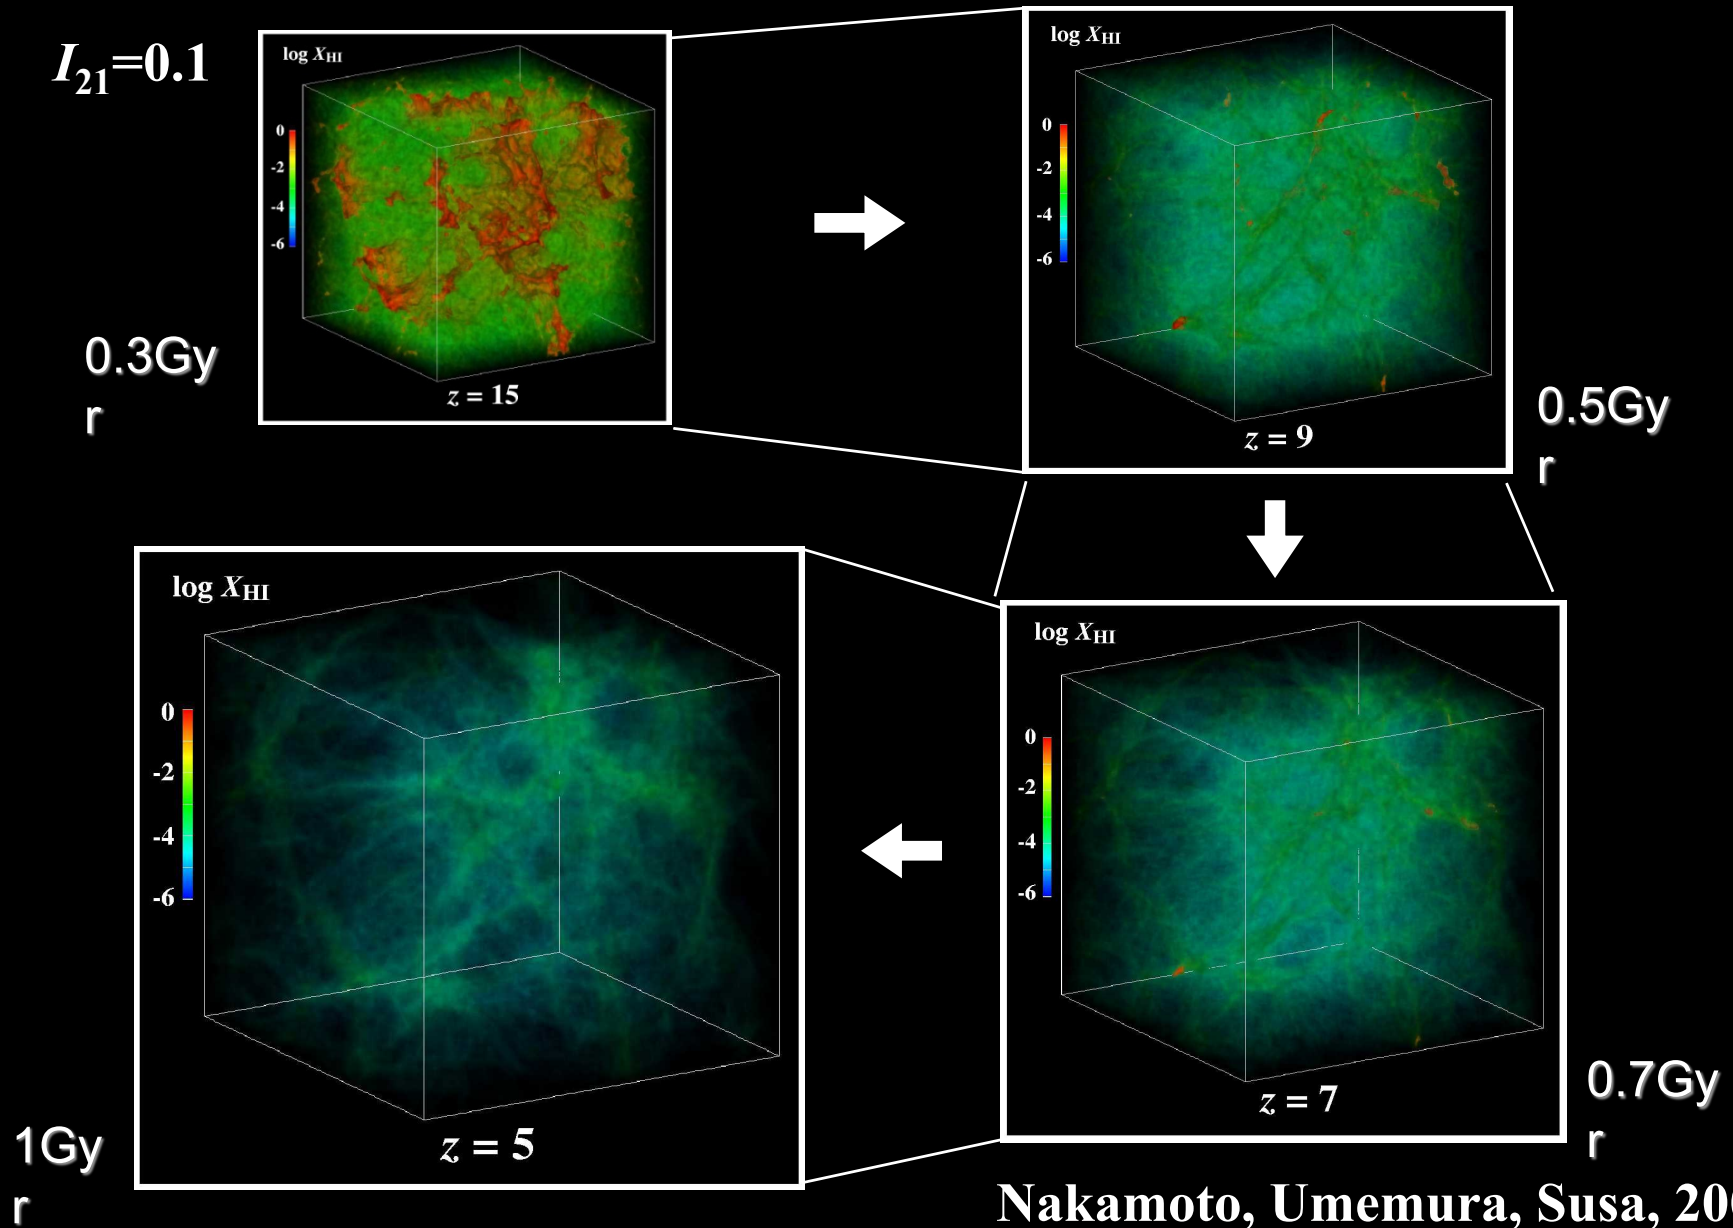 I21=0.1
log XHI
0
-2
-4
-6
z = 15
0.3Gy
r
log XHI
0
-2
-4
-6
z = 9
0.5Gy
r
log XHI
0
-2
-4
-6
z = 7
0.7Gy
r
log XHI
0
-2
-4
-6
z = 5
1Gy
r
Nakamoto, Umemura, Susa,